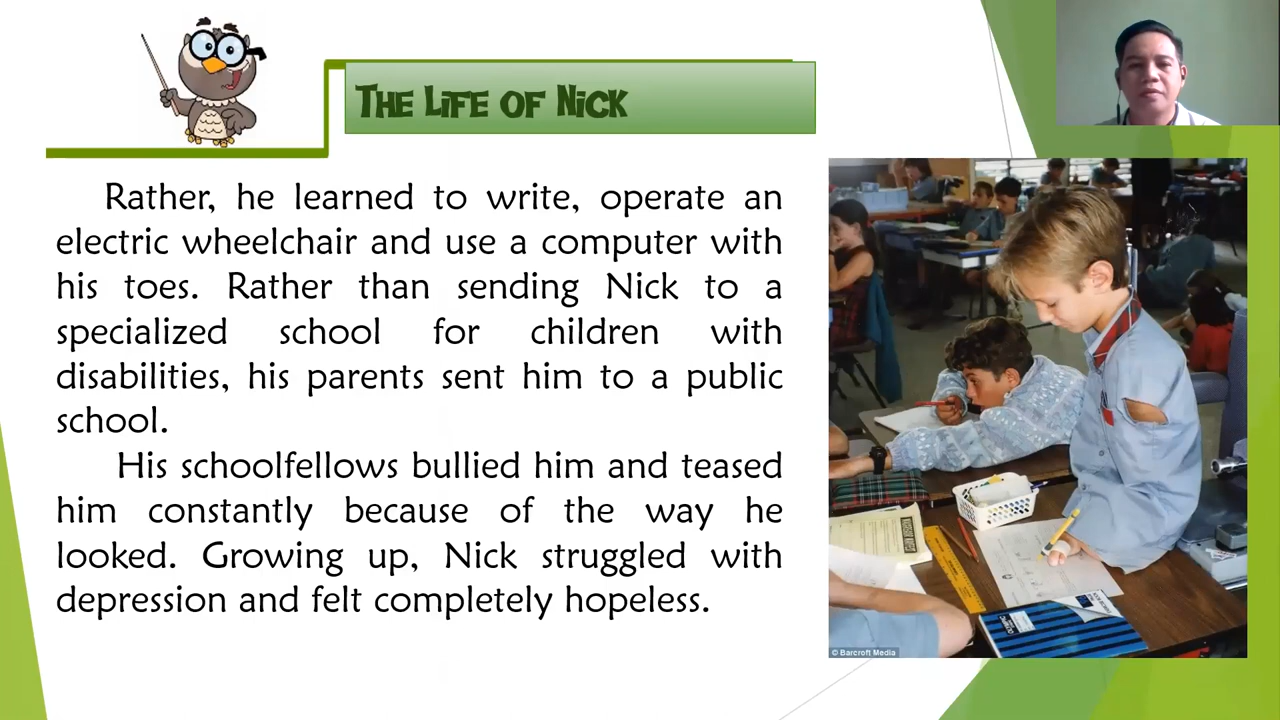 The Life of Nick
Rather, he learned to write, operate an
electric wheelchair and use a computer with
his toes. Rather than sending Nick to a
specialized school for children with
disabilities, his parents sent him to a public
school.
His schoolfellows bullied him and teased
him constantly because of the way he
looked. Growing up, Nick struggled with
depression and felt completely hopeless.
© Barcroft Media